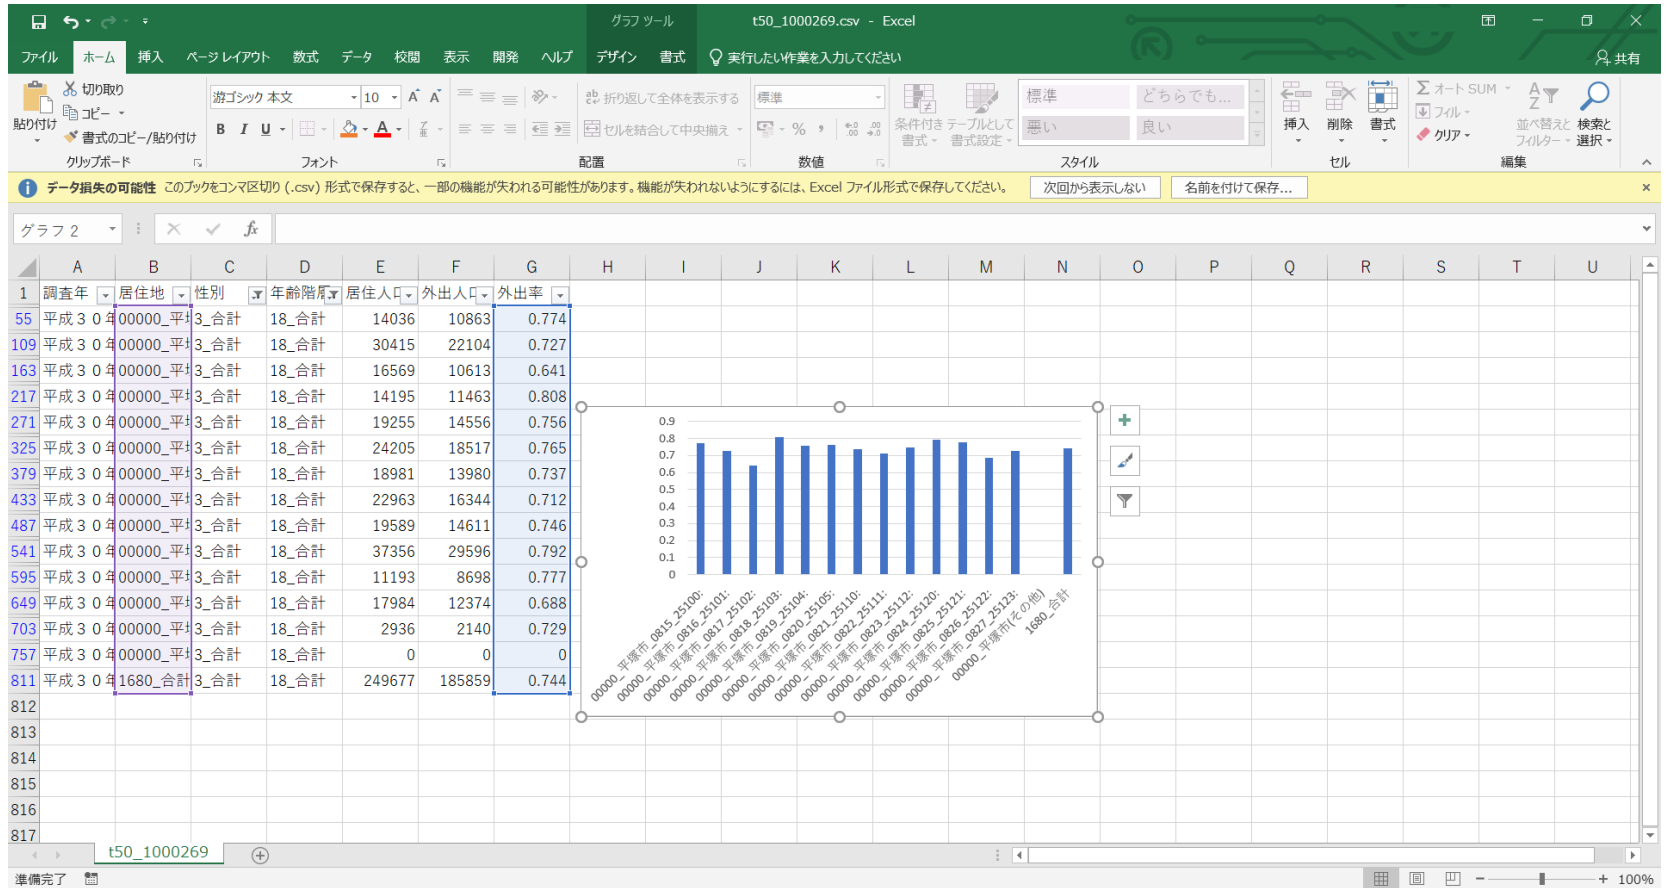 グラフ ツール
t50_1000269.csv - Excel
ファイル ホーム 挿入 ページ レイアウト 数式 データ 校閲 表示 開発 ヘルプ デザイン 書式 実行したい作業を入力してください 共有
貼り付け
切り取り
コピー
書式のコピー/貼り付け
クリップボード
游ゴシック 本文 10 A A
B I U A
フォント
折り返して全体を表示する
セルを結合して中央揃え
配置
標準
% ,
数値
条件付き書式 テーブルとして書式設定
標準 どちらでも...
悪い 良い
スタイル
挿入 削除 書式
セル
Σ オート SUM
フィル
クリア
並べ替えと フィルター
検索と 選択
編集
データ損失の可能性 このブックをコンマ区切り (.csv) 形式で保存すると、一部の機能が失われる可能性があります。機能が失われないようにするには、Excel ファイル形式で保存してください。 次回から表示しない 名前を付けて保存...
グラフ 2 fx
A B C D E F G H I J K L M N O P Q R S T U
1 調査年 居住地 性別 年齢階層 居住人口 外出人口 外出率
55 平成30年 00000_平塚 3_合計 18_合計 14036 10863 0.774
109 平成30年 00000_平塚 3_合計 18_合計 30415 22104 0.727
163 平成30年 00000_平塚 3_合計 18_合計 16569 10613 0.641
217 平成30年 00000_平塚 3_合計 18_合計 14195 11463 0.808
271 平成30年 00000_平塚 3_合計 18_合計 19255 14556 0.756
325 平成30年 00000_平塚 3_合計 18_合計 24205 18517 0.765
379 平成30年 00000_平塚 3_合計 18_合計 18981 13980 0.737
433 平成30年 00000_平塚 3_合計 18_合計 22963 16344 0.712
487 平成30年 00000_平塚 3_合計 18_合計 19589 14611 0.746
541 平成30年 00000_平塚 3_合計 18_合計 37356 29596 0.792
595 平成30年 00000_平塚 3_合計 18_合計 11193 8698 0.777
649 平成30年 00000_平塚 3_合計 18_合計 17984 12374 0.688
703 平成30年 00000_平塚 3_合計 18_合計 2936 2140 0.729
757 平成30年 00000_平塚 3_合計 18_合計 0 0 0
811 平成30年 1680_合計 3_合計 18_合計 249677 185859 0.744
812
813
814
815
816
817
0.9
0.8
0.7
0.6
0.5
0.4
0.3
0.2
0.1
0
00000_平塚市_0815_25100:
00000_平塚市_0816_25101:
00000_平塚市_0817_25102:
00000_平塚市_0818_25103:
00000_平塚市_0819_25104:
00000_平塚市_0820_25105:
00000_平塚市_0821_25110:
00000_平塚市_0822_25111:
00000_平塚市_0823_25112:
00000_平塚市_0824_25120:
00000_平塚市_0825_25121:
00000_平塚市_0826_25122:
00000_平塚市_0827_25123:
00000_平塚市(その他)
1680_合計
t50_1000269
準備完了 100%